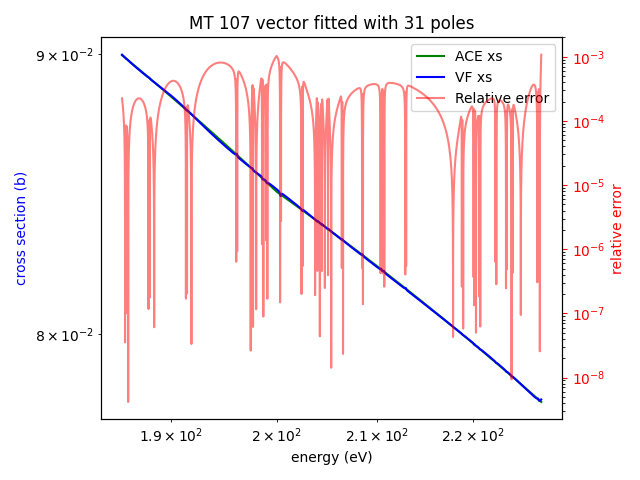 MT 107 vector fitted with 31 poles
ACE xs
VF xs
Relative error
9 × 10⁻²
8 × 10⁻²
cross section (b)
10⁻³
10⁻⁴
10⁻⁵
10⁻⁶
10⁻⁷
10⁻⁸
relative error
1.9 × 10² 2 × 10² 2.1 × 10² 2.2 × 10²
energy (eV)